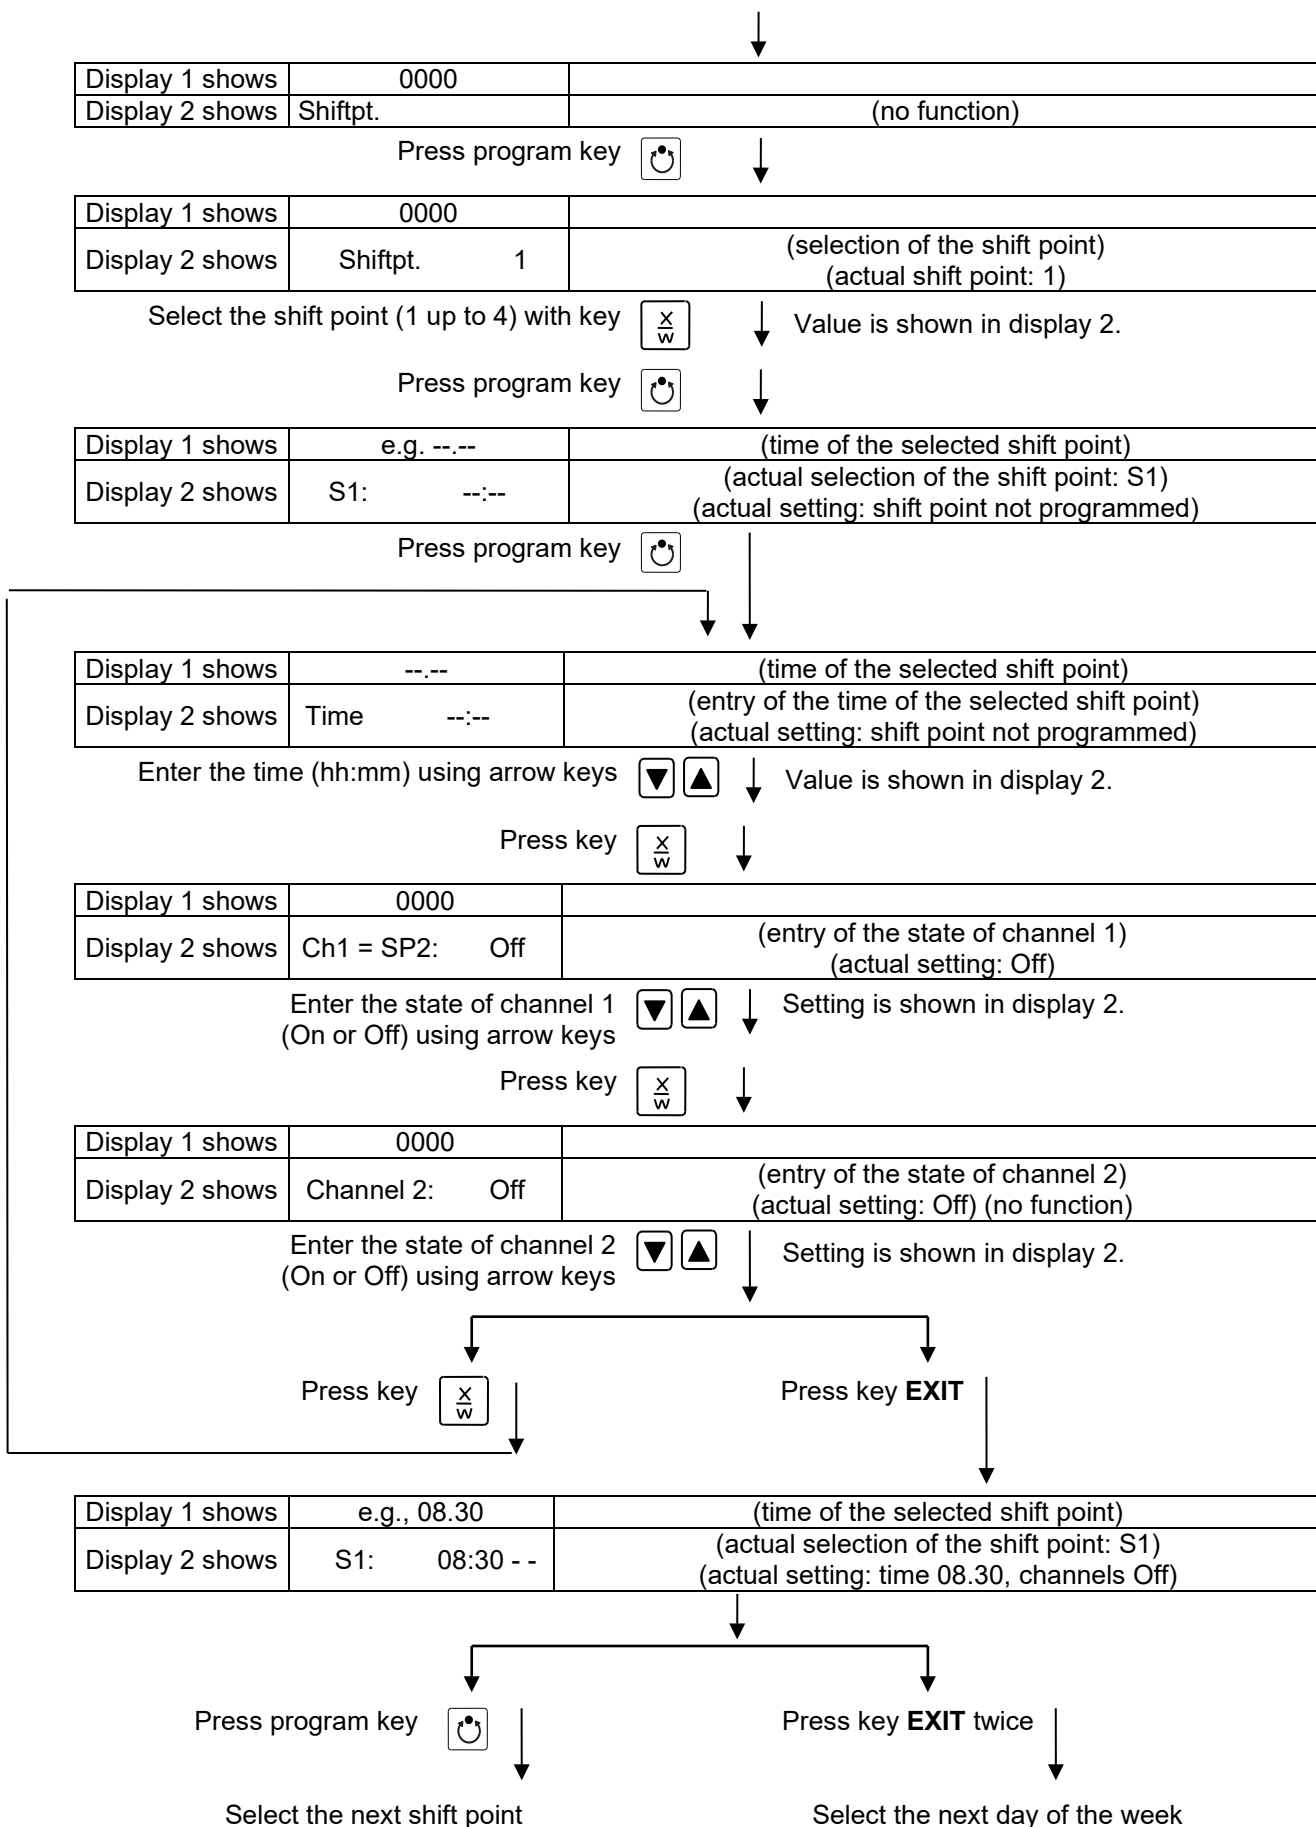 Display 1 shows 0000
Display 2 shows Shiftpt. (no function)
Press program key
Display 1 shows 0000
Display 2 shows Shiftpt. 1 (selection of the shift point)
(actual shift point: 1)
Select the shift point (1 up to 4) with key X W Value is shown in display 2.
Press program key
Display 1 shows e.g. --.-- (time of the selected shift point)
Display 2 shows S1: --:-- (actual selection of the shift point: S1)
(actual setting: shift point not programmed)
Press program key
Display 1 shows --.-- (time of the selected shift point)
Display 2 shows Time --:-- (entry of the time of the selected shift point)
(actual setting: shift point not programmed)
Enter the time (hh:mm) using arrow keys Value is shown in display 2.
Press key X W
Display 1 shows 0000
Display 2 shows Ch1 = SP2: Off (entry of the state of channel 1)
(actual setting: Off)
Enter the state of channel 1 Setting is shown in display 2.
(On or Off) using arrow keys
Press key X W
Display 1 shows 0000
Display 2 shows Channel 2: Off (entry of the state of channel 2)
(actual setting: Off) (no function)
Enter the state of channel 2 Setting is shown in display 2.
(On or Off) using arrow keys
Press key X W Press key EXIT
Display 1 shows e.g., 08.30 (time of the selected shift point)
Display 2 shows S1: 08:30 - - (actual selection of the shift point: S1)
(actual setting: time 08.30, channels Off)
Press program key Press key EXIT twice
Select the next shift point Select the next day of the week